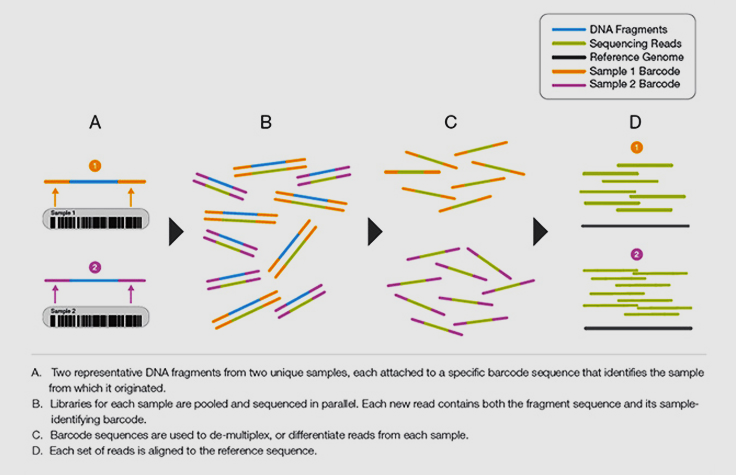 DNA Fragments
Sequencing Reads
Reference Genome
Sample 1 Barcode
Sample 2 Barcode
A
B
C
D
1
1
Sample 1
2
2
Sample 2
A. Two representative DNA fragments from two unique samples, each attached to a specific barcode sequence that identifies the sample
from which it originated.
B. Libraries for each sample are pooled and sequenced in parallel. Each new read contains both the fragment sequence and its sample-
identifying barcode.
C. Barcode sequences are used to de-multiplex, or differentiate reads from each sample.
D. Each set of reads is aligned to the reference sequence.